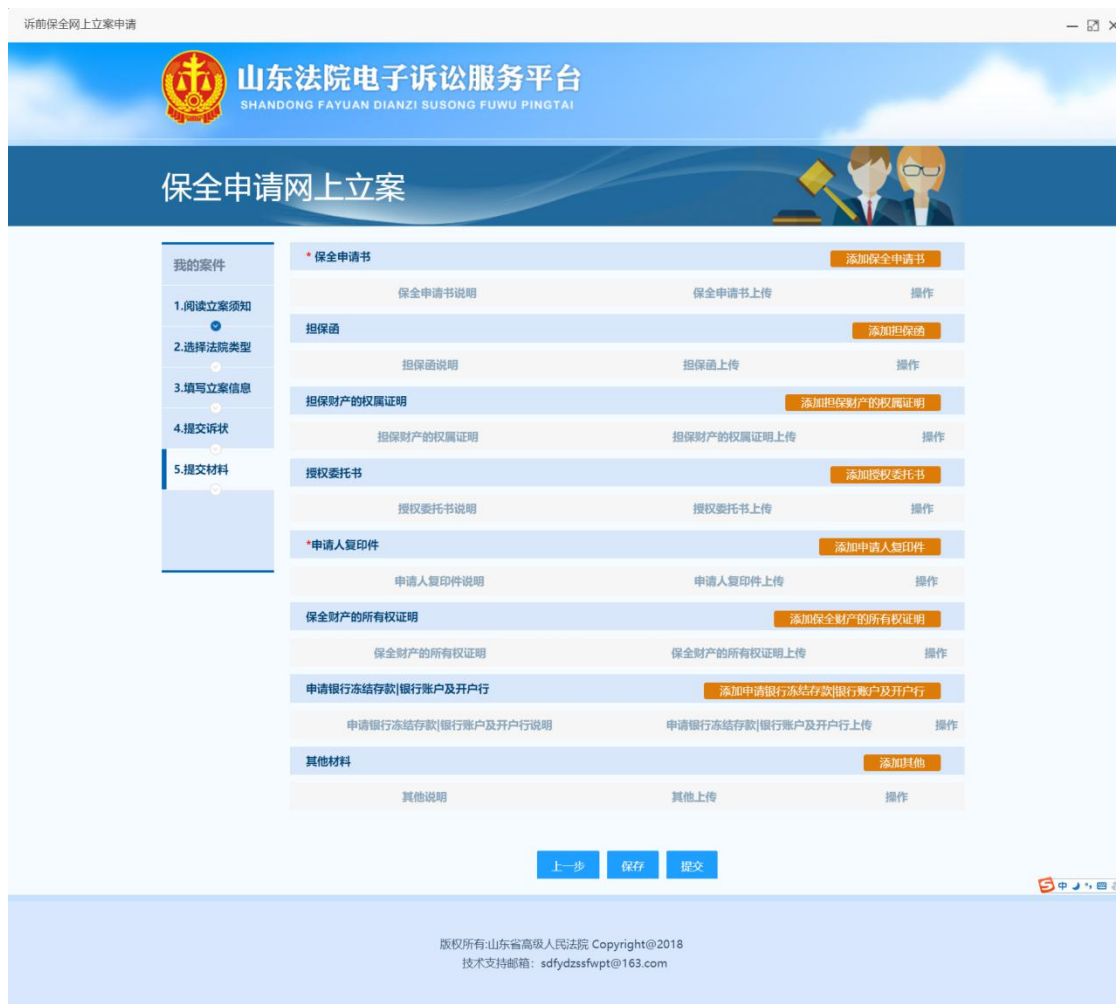 诉前保全网上立案申请
山东法院电子诉讼服务平台
SHANDONG FAYUAN DIANZI SUSONG FUWU PINGTAI
保全申请网上立案
我的案件
1.阅读立案须知
2.选择法院类型
3.填写立案信息
4.提交诉状
5.提交材料
* 保全申请书 添加保全申请书
保全申请书说明 保全申请书上传 操作
担保函 添加担保函
担保函说明 担保函上传 操作
担保财产的权属证明 添加担保财产的权属证明
担保财产的权属证明 担保财产的权属证明上传 操作
授权委托书 添加授权委托书
授权委托书说明 授权委托书上传 操作
*申请人复印件 添加申请人复印件
申请人复印件说明 申请人复印件上传 操作
保全财产的所有权证明 添加保全财产的所有权证明
保全财产的所有权证明 保全财产的所有权证明上传 操作
申请银行冻结存款|银行账户及开户行 添加申请银行冻结存款|银行账户及开户行
申请银行冻结存款|银行账户及开户行说明 申请银行冻结存款|银行账户及开户行上传 操作
其他材料 添加其他
其他说明 其他上传 操作
上一步 保存 提交
中
版权所有:山东省高级人民法院 Copyright@2018
技术支持邮箱：sdfydzssfwpt@163.com